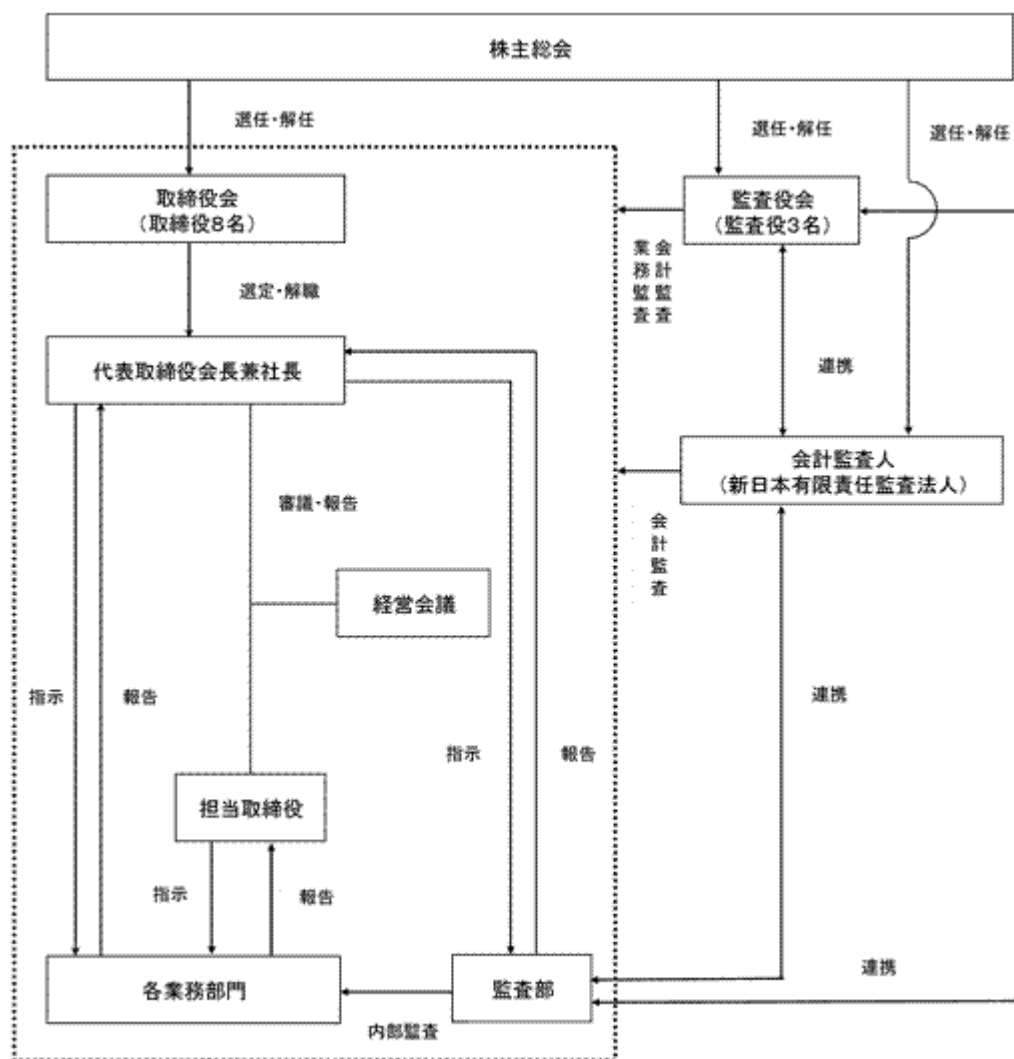 株主総会
選任・解任
選任・解任
選任・解任
取締役会
(取締役8名)
監査役会
(監査役3名)
選定・解職
会計監査
業務監査
代表取締役会長兼社長
連携
会計監査人
(新日本有限責任監査法人)
審議・報告
会計監査
経営会議
指示
報告
連携
指示
報告
担当取締役
指示
報告
連携
各業務部門
監査部
内部監査